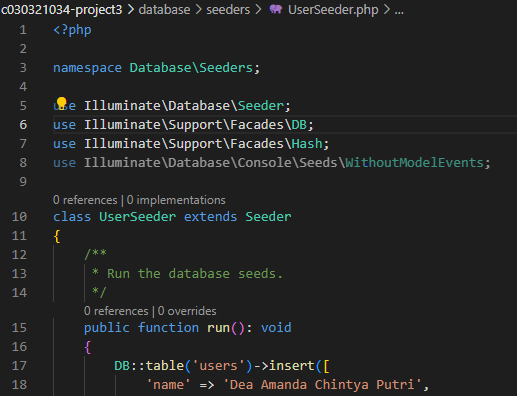 c030321034-project3 > database > seeders > UserSeeder.php > ...
1 <?php
2
3 namespace Database\Seeders;
4
5 use Illuminate\Database\Seeder;
6 use Illuminate\Support\Facades\DB;
7 use Illuminate\Support\Facades\Hash;
8 use Illuminate\Database\Console\Seeds\WithoutModelEvents;
9
0 references | 0 implementations
10 class UserSeeder extends Seeder
11 {
12 /**
13 * Run the database seeds.
14 */
0 references | 0 overrides
15 public function run(): void
16 {
17 DB::table('users')->insert([
18 'name' => 'Dea Amanda Chintya Putri',